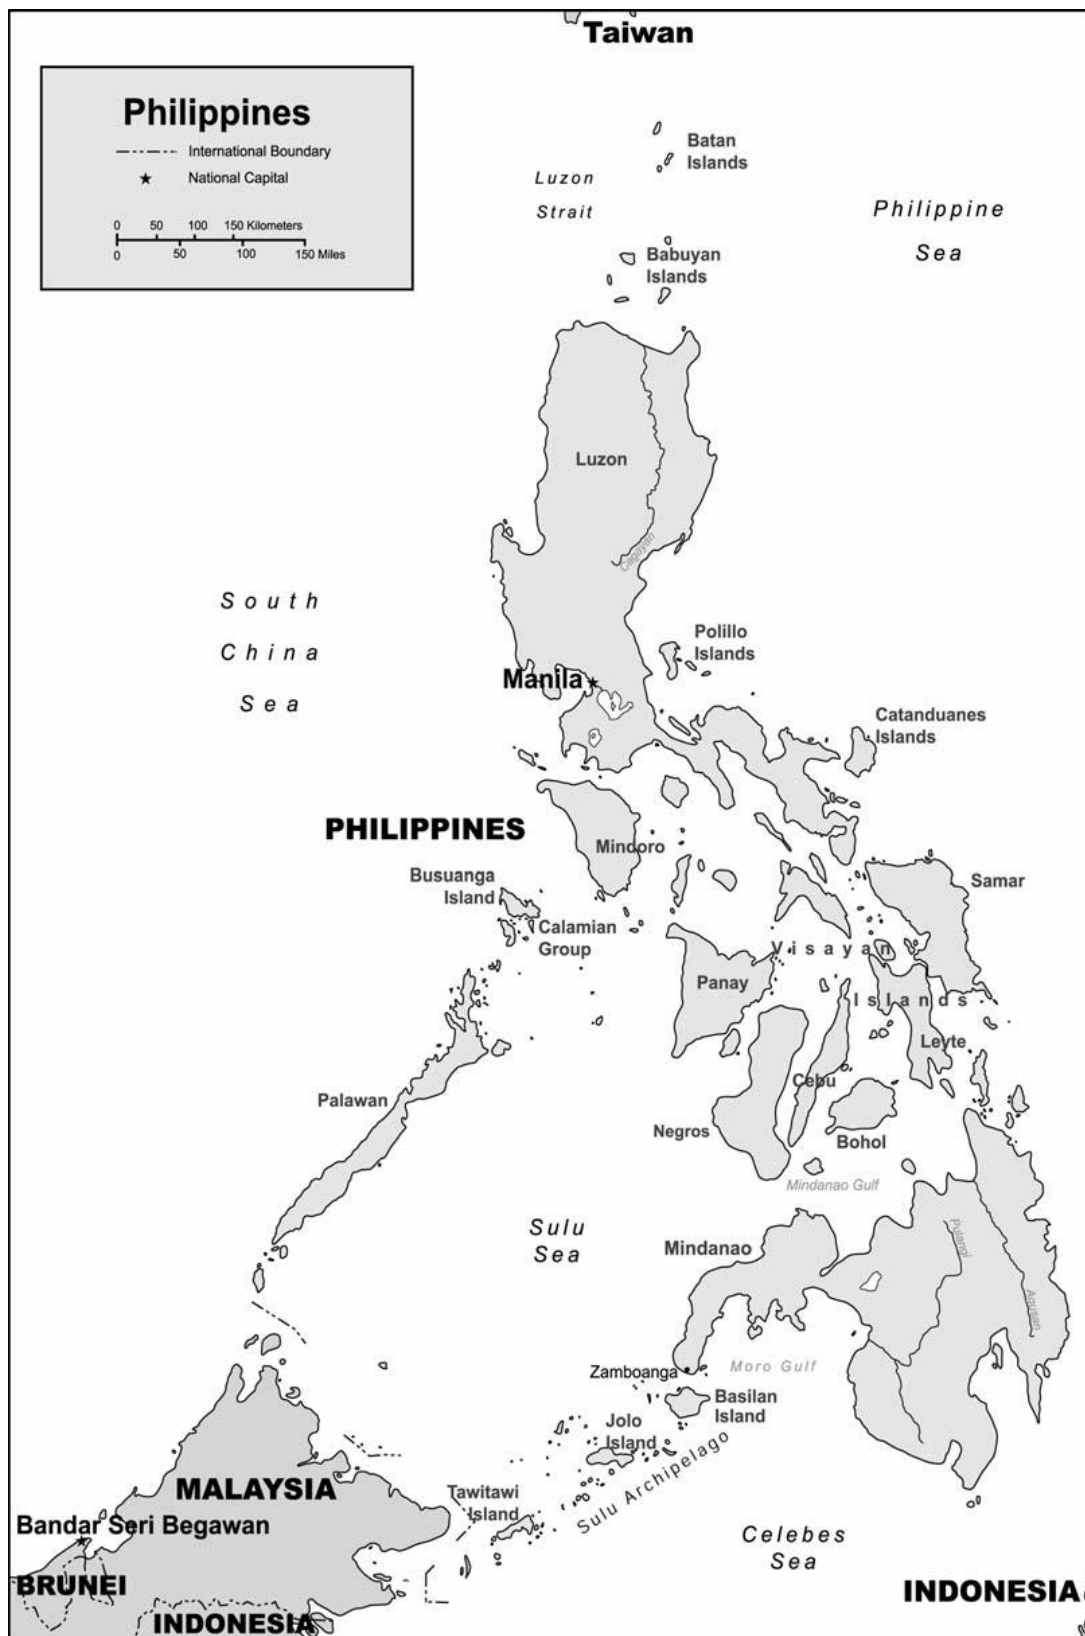 Taiwan
Philippines
International Boundary
National Capital
0 50 100 150 Kilometers
0 50 100 150 Miles
Batan
Islands
Luzon
Strait
Philippine
Sea
Babuyan
Islands
Luzon
Cagayan
South
China
Sea
Polillo
Islands
Manila
Catanduanes
Islands
PHILIPPINES
Mindoro
Busuanga
Island
Samar
Calamian
Group
Visayan
Islands
Panay
Leyte
Cebu
Palawan
Negros
Bohol
Mindanao Gulf
Sulu
Sea
Mindanao
Pulangi
Agusan
Moro Gulf
Zamboanga
Basilan
Island
Jolo
Island
Sulu Archipelago
MALAYSIA
Tawitawi
Island
Bandar Seri Begawan
Celebes
Sea
BRUNEI
INDONESIA
INDONESIA